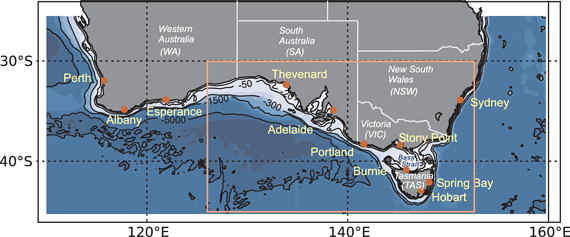 Western
Australia
(WA)
South
Australia
(SA)
New South
Wales
(NSW)
Victoria
(VIC)
Tasmania
(TAS)
Bass
Strait
30°S
40°S
120°E
140°E
160°E
Perth
Albany
Esperance
Thevenard
Adelaide
Portland
Stony Point
Sydney
Burnie
Spring Bay
Hobart
-50
-300
1500
-5000